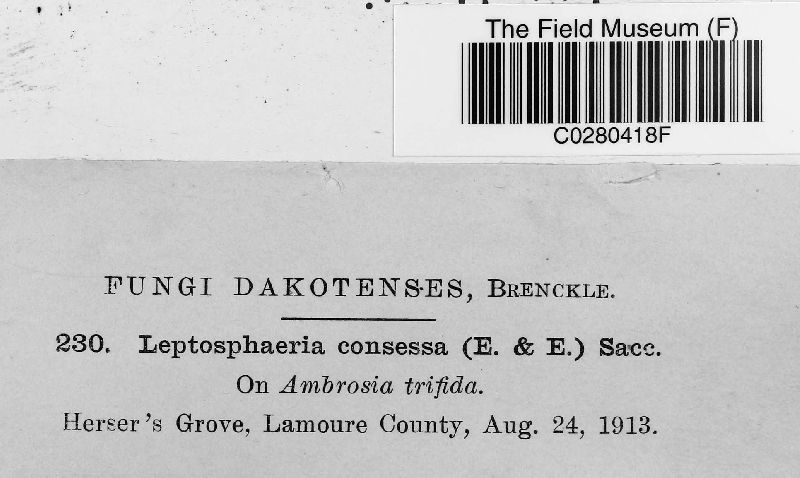 The Field Museum (F)
C0280418F
FUNGI DAKOTENSES, BRENCKLE.
230. Leptosphaeria consessa (E. & E.) Sacc.
On Ambrosia trifida.
Herser's Grove, Lamoure County, Aug. 24, 1913.